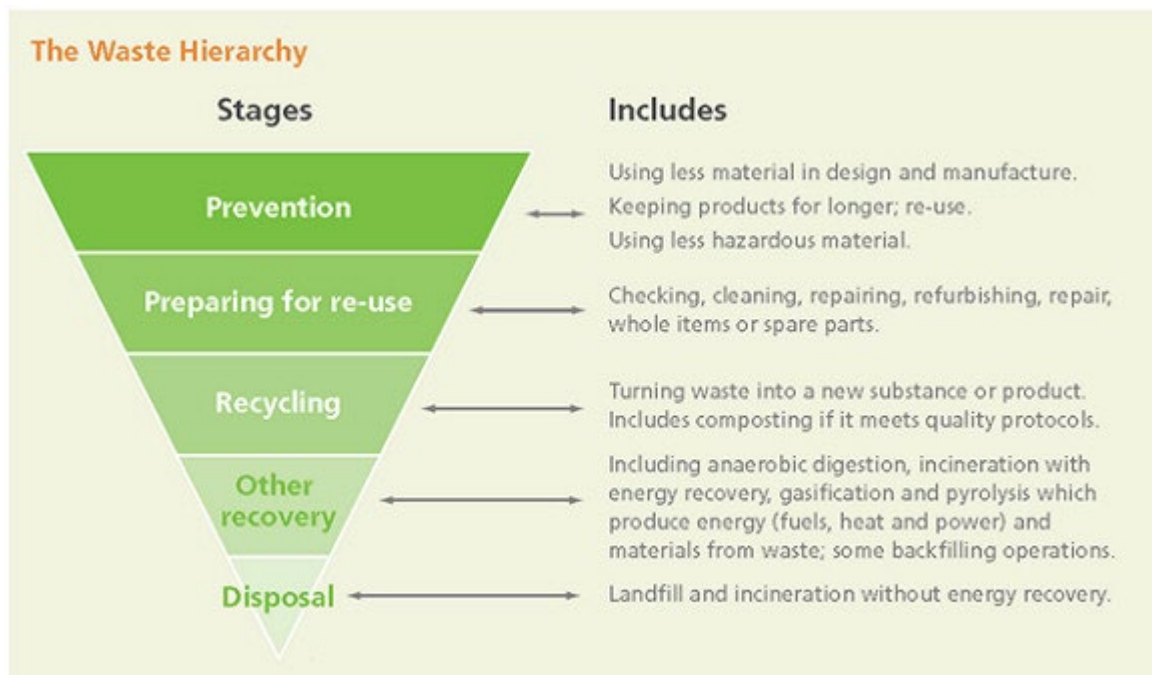 The Waste Hierarchy
Stages
Includes
Prevention
Using less material in design and manufacture.
Keeping products for longer; re-use.
Using less hazardous material.
Preparing for re-use
Checking, cleaning, repairing, refurbishing, repair,
whole items or spare parts.
Recycling
Turning waste into a new substance or product.
Includes composting if it meets quality protocols.
Other
recovery
Including anaerobic digestion, incineration with
energy recovery, gasification and pyrolysis which
produce energy (fuels, heat and power) and
materials from waste; some backfilling operations.
Disposal
Landfill and incineration without energy recovery.